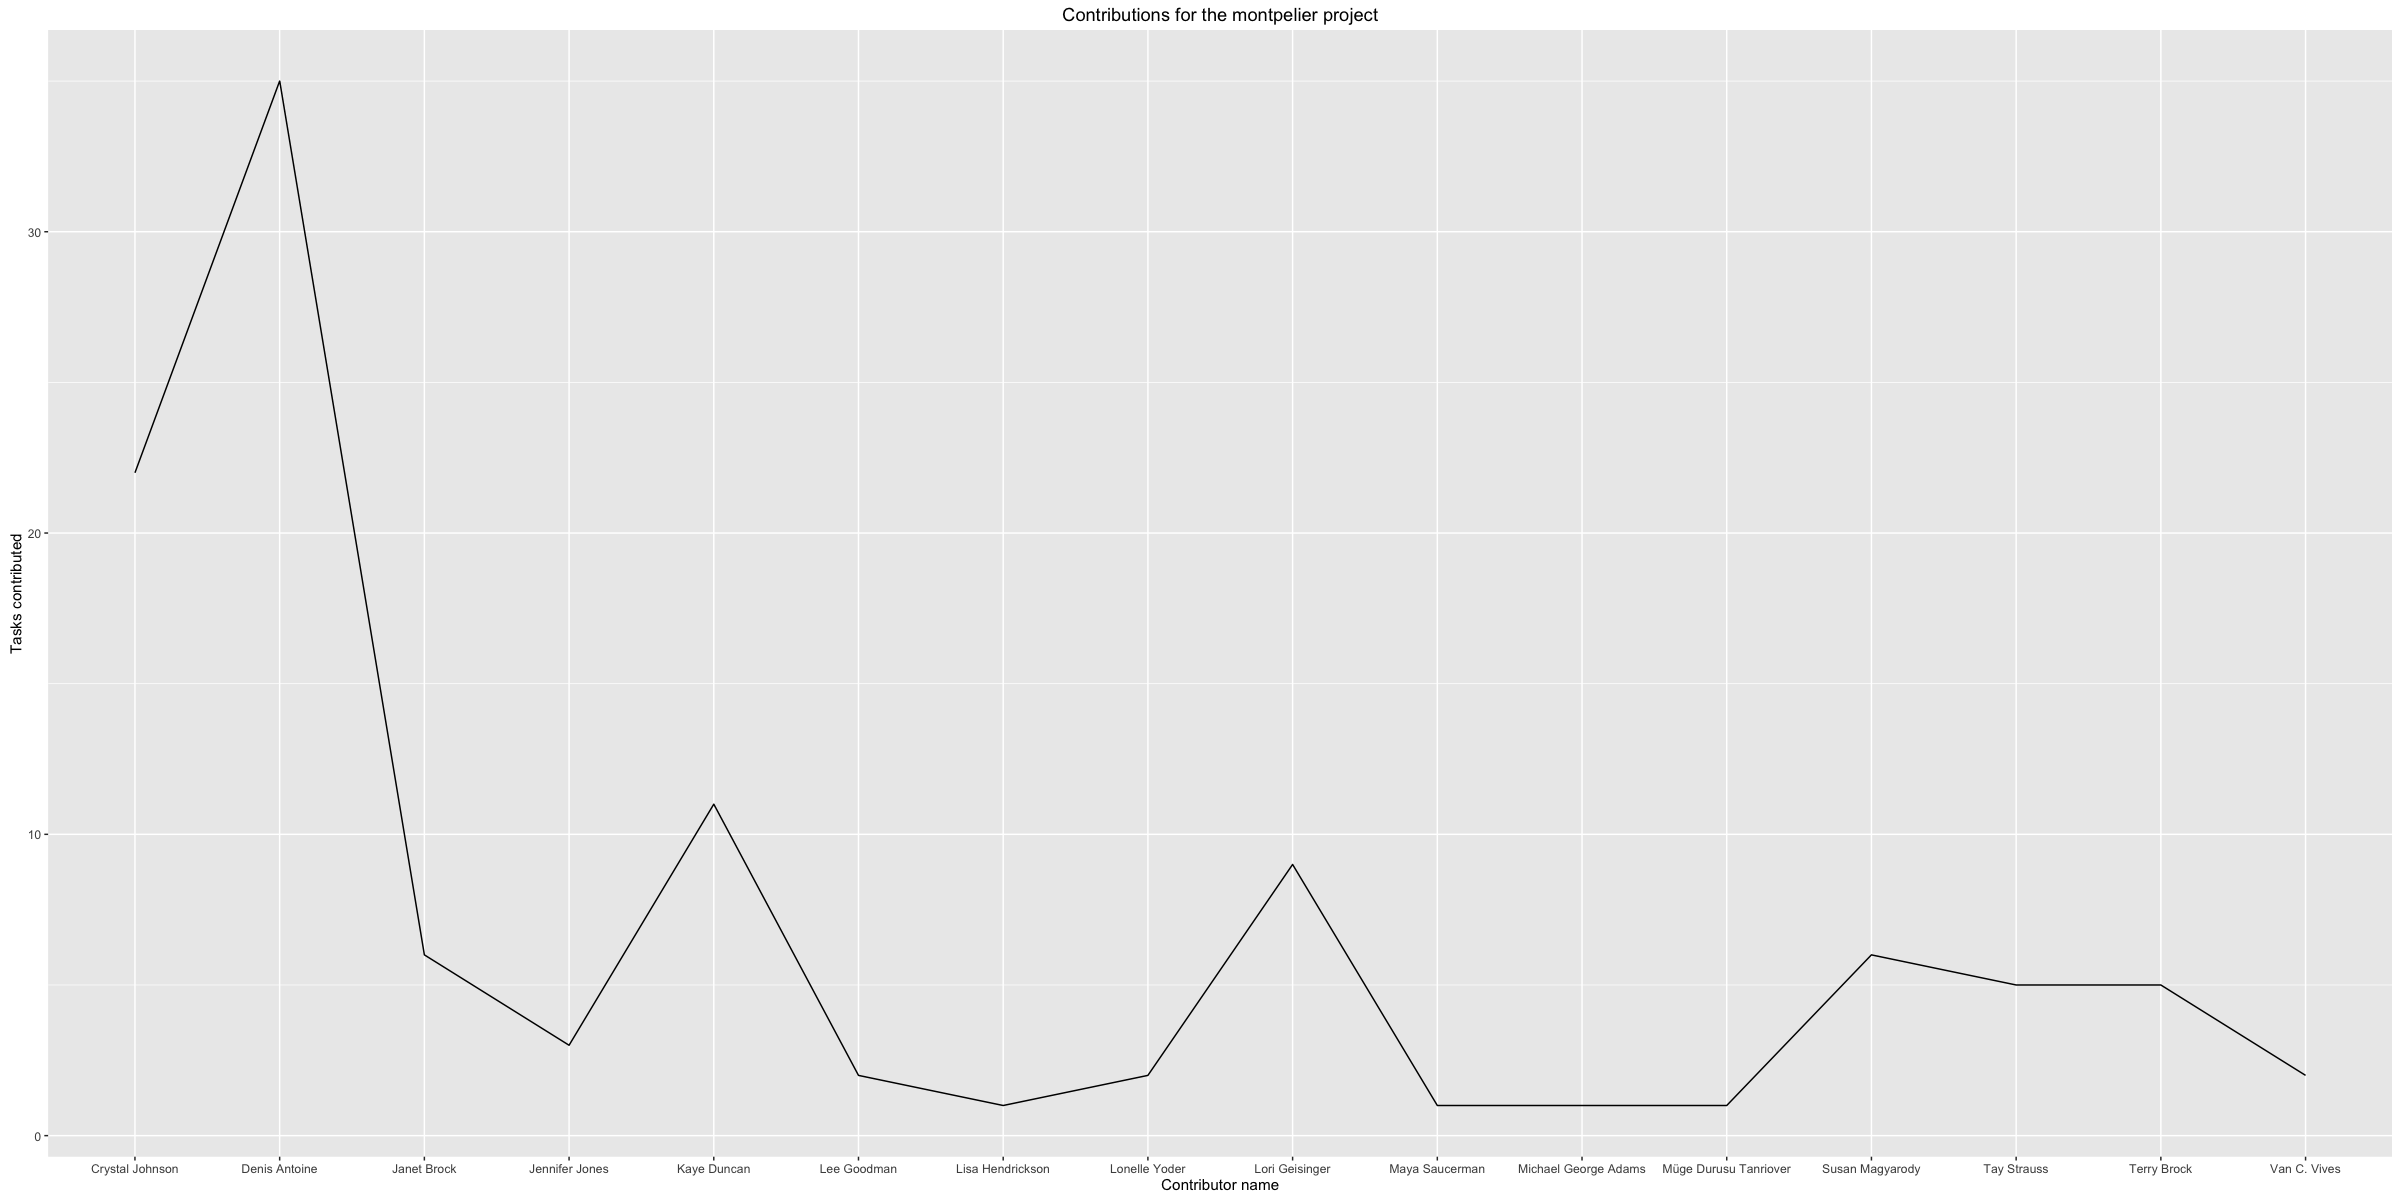 Contributions for the montpelier project
Tasks contributed
30
20
10
0
Crystal Johnson
Denis Antoine
Janet Brock
Jennifer Jones
Kaye Duncan
Lee Goodman
Lisa Hendrickson
Lonelle Yoder
Lori Geisinger
Maya Saucerman
Michael George Adams
Müge Durusu Tanriover
Susan Magyarody
Tay Strauss
Terry Brock
Van C. Vives
Contributor name